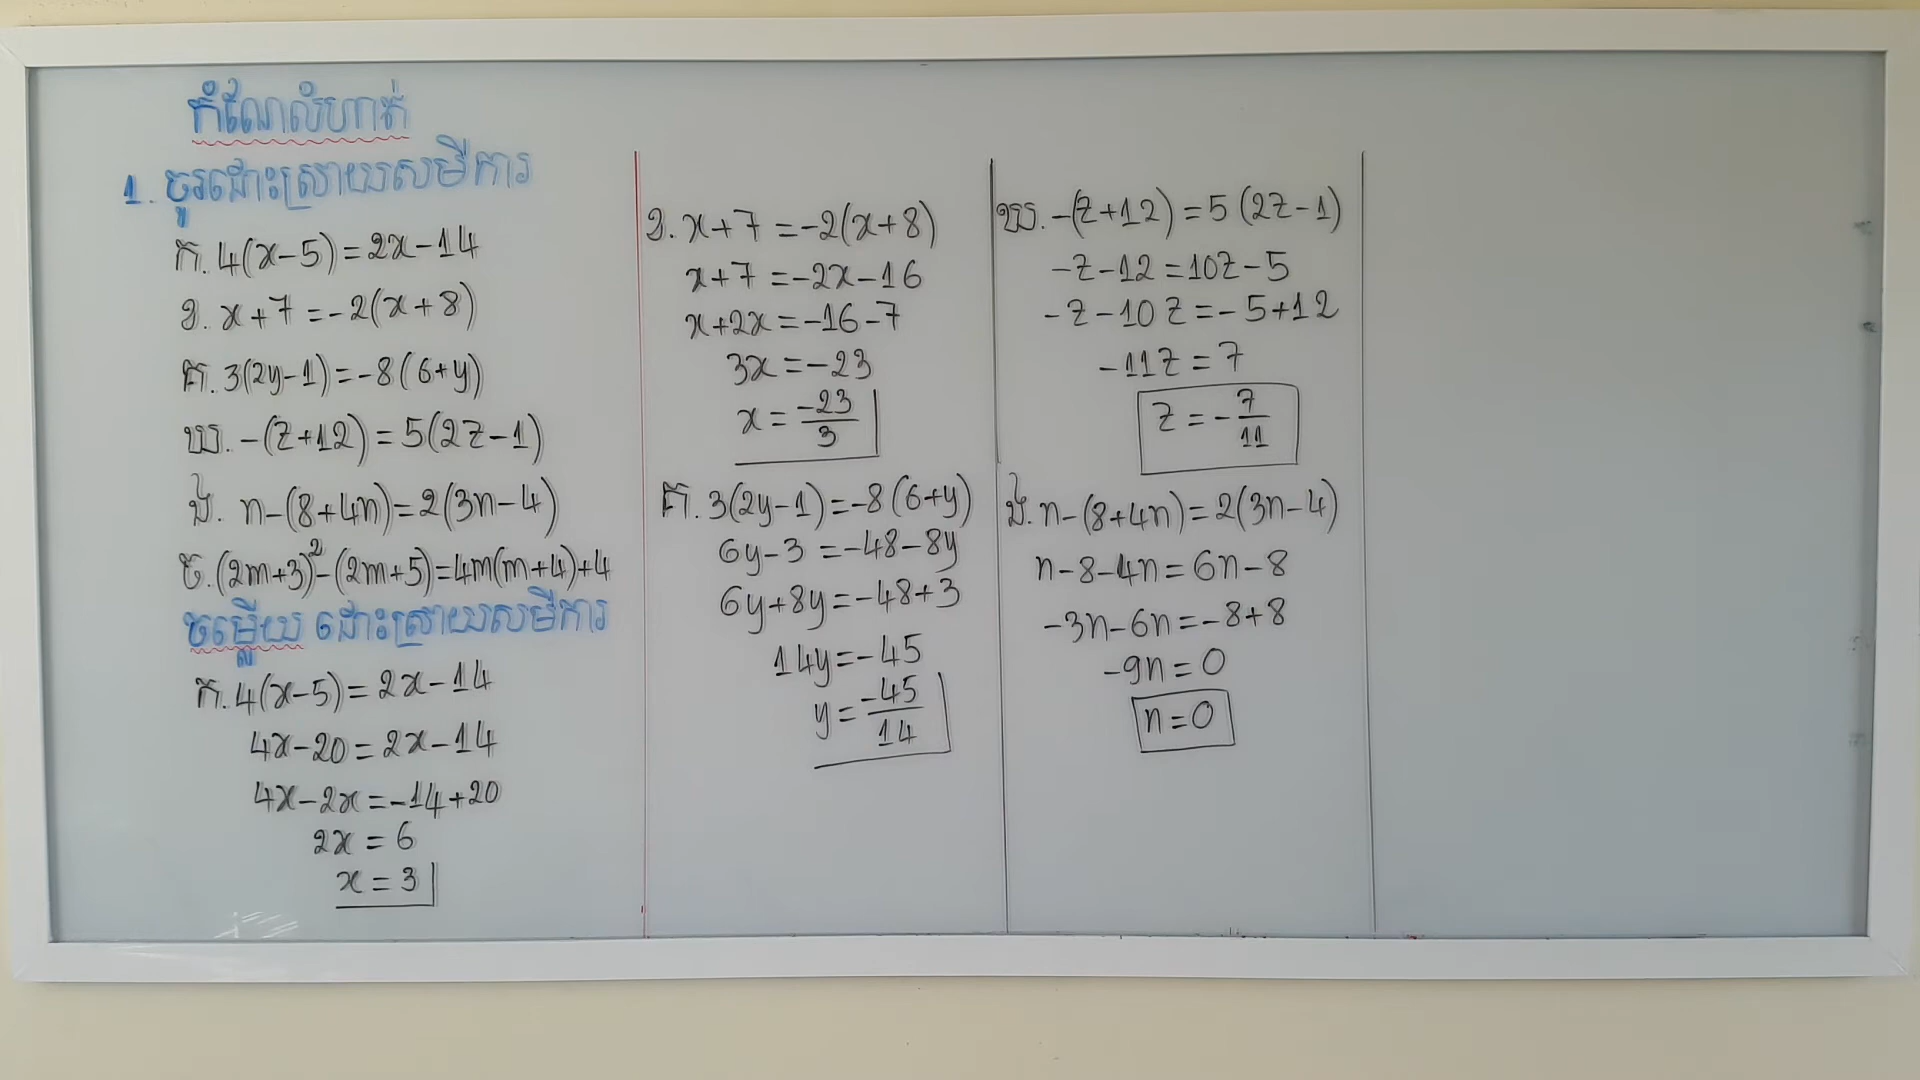 កំណែលំហាត់
1. ចូរដោះស្រាយសមីការ
ក. 4(x-5)=2x-14
ខ. x+7=-2(x+8)
គ. 3(2y-1)=-8(6+y)
ឃ. -(z+12)=5(2z-1)
ង. n-(8+4n)=2(3n-4)
ច. (2m+3)²-(2m+5)=4m(m+4)+4
ចម្លើយ ដោះស្រាយសមីការ
ក. 4(x-5)=2x-14
4x-20=2x-14
4x-2x=-14+20
2x=6
x=3
ខ. x+7=-2(x+8)
x+7=-2x-16
x+2x=-16-7
3x=-23
x=-23/3
គ. 3(2y-1)=-8(6+y)
6y-3=-48-8y
6y+8y=-48+3
14y=-45
y=-45/14
ឃ. -(z+12)=5(2z-1)
-z-12=10z-5
-z-10z=-5+12
-11z=7
z=-7/11
ង. n-(8+4n)=2(3n-4)
n-8-4n=6n-8
-3n-6n=-8+8
-9n=0
n=0